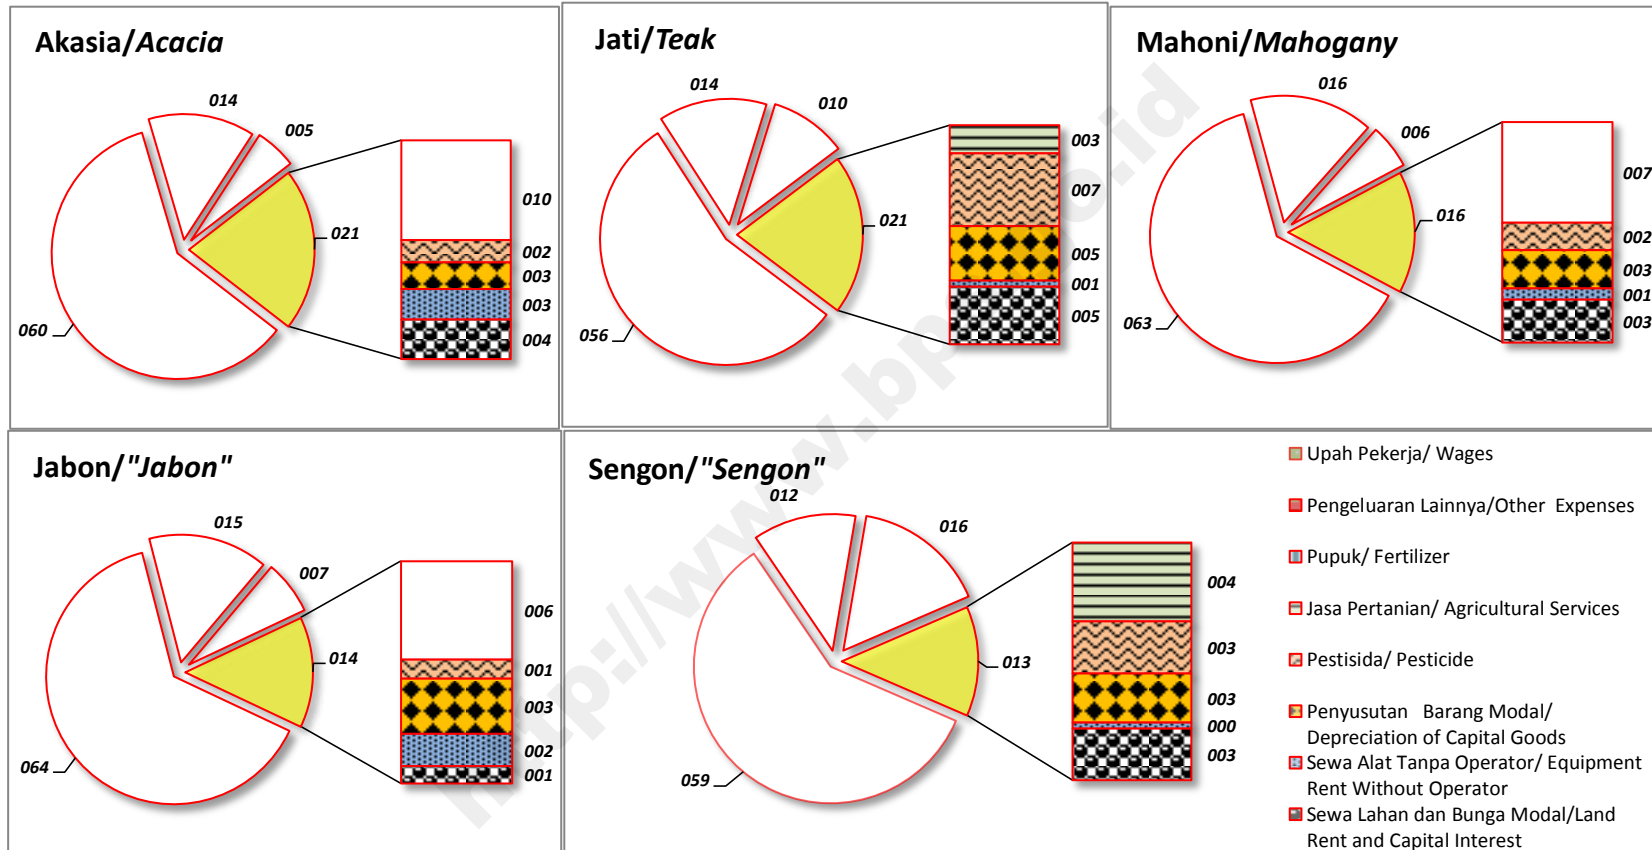 Akasia/Acacia
014
005
010
002
003
003
004
021
060
Jati/Teak
014
010
003
007
005
001
005
021
056
Mahoni/Mahogany
016
006
007
002
003
001
003
016
063
Jabon/"Jabon"
015
007
006
001
003
002
001
014
064
Sengon/"Sengon"
012
016
004
003
003
000
003
013
059
Upah Pekerja/ Wages
Pengeluaran Lainnya/Other Expenses
Pupuk/ Fertilizer
Jasa Pertanian/ Agricultural Services
Pestisida/ Pesticide
Penyusutan Barang Modal/
Depreciation of Capital Goods
Sewa Alat Tanpa Operator/ Equipment
Rent Without Operator
Sewa Lahan dan Bunga Modal/Land
Rent and Capital Interest